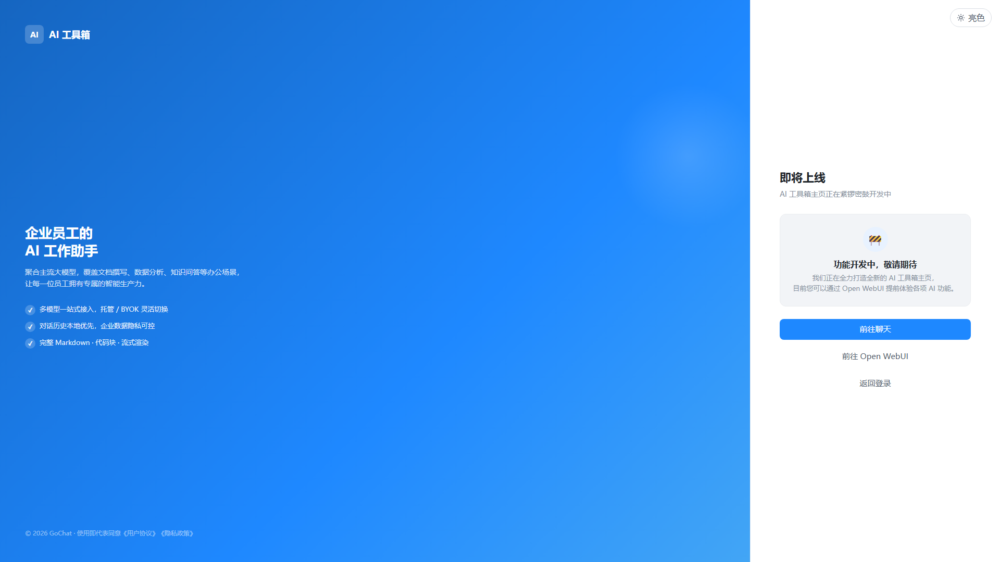 AI
AI 工具箱
亮色
企业员工的
AI 工作助手
聚合主流大模型，覆盖文档撰写、数据分析、知识问答等办公场景，
让每一位员工拥有专属的智能生产力。
多模型一站式接入，托管 / BYOK 灵活切换
对话历史本地优先，企业数据隐私可控
完整 Markdown · 代码块 · 流式渲染
© 2026 GoChat · 使用即代表同意《用户协议》《隐私政策》
即将上线
AI 工具箱主页正在紧锣密鼓开发中
功能开发中，敬请期待
我们正在全力打造全新的 AI 工具箱主页，
目前您可以通过 Open WebUI 提前体验各项 AI 功能。
前往聊天
前往 Open WebUI
返回登录